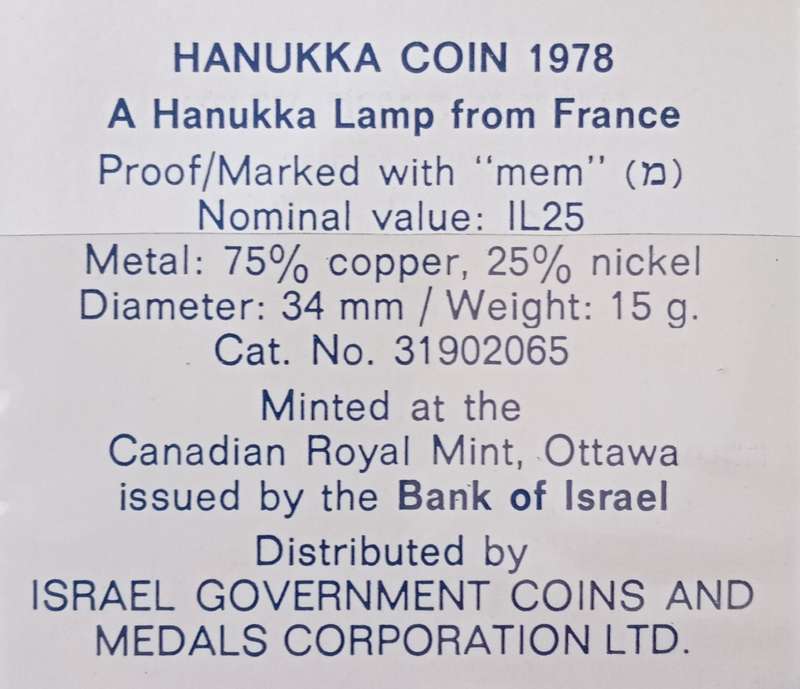 HANUKKA COIN 1978
A Hanukka Lamp from France
Proof/Marked with "mem" (מ)
Nominal value: IL25
Metal: 75% copper, 25% nickel
Diameter: 34 mm / Weight: 15 g.
Cat. No. 31902065
Minted at the
Canadian Royal Mint, Ottawa
issued by the Bank of Israel
Distributed by
ISRAEL GOVERNMENT COINS AND
MEDALS CORPORATION LTD.